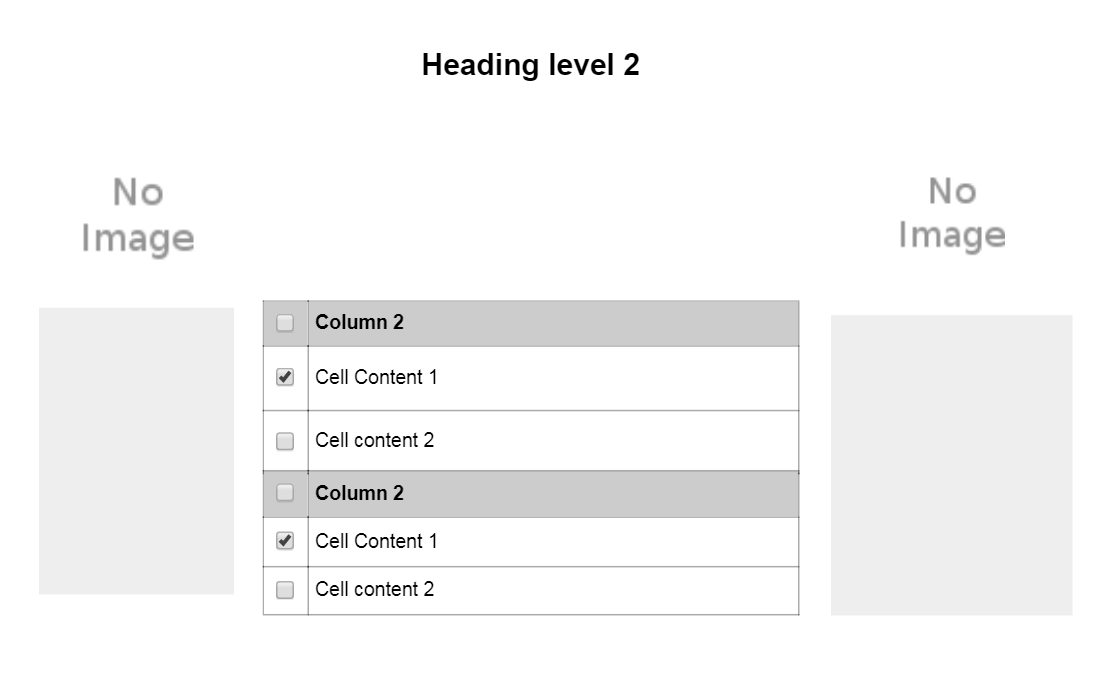 Heading level 2
No
Image
No
Image
Column 2
Cell Content 1
Cell content 2
Column 2
Cell Content 1
Cell content 2